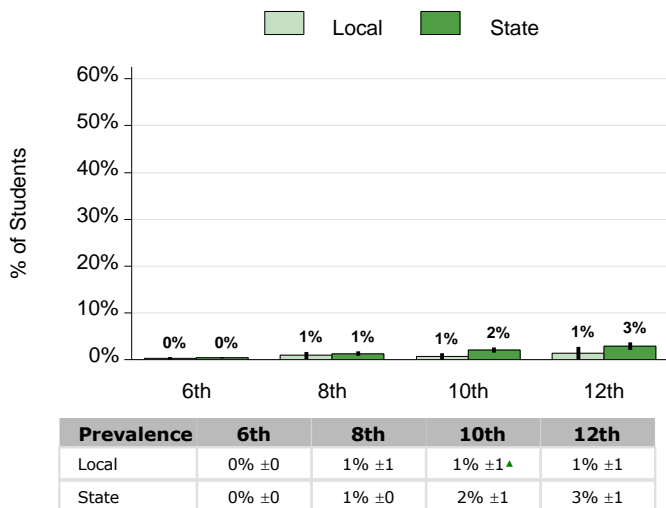 Local State
% of Students
60%
50%
40%
30%
20%
10%
0%
0% 0% 1% 1% 1% 2% 1% 3%
6th 8th 10th 12th
Prevalence 6th 8th 10th 12th
Local 0% ±0 1% ±1 1% ±1▲ 1% ±1
State 0% ±0 1% ±0 2% ±1 3% ±1